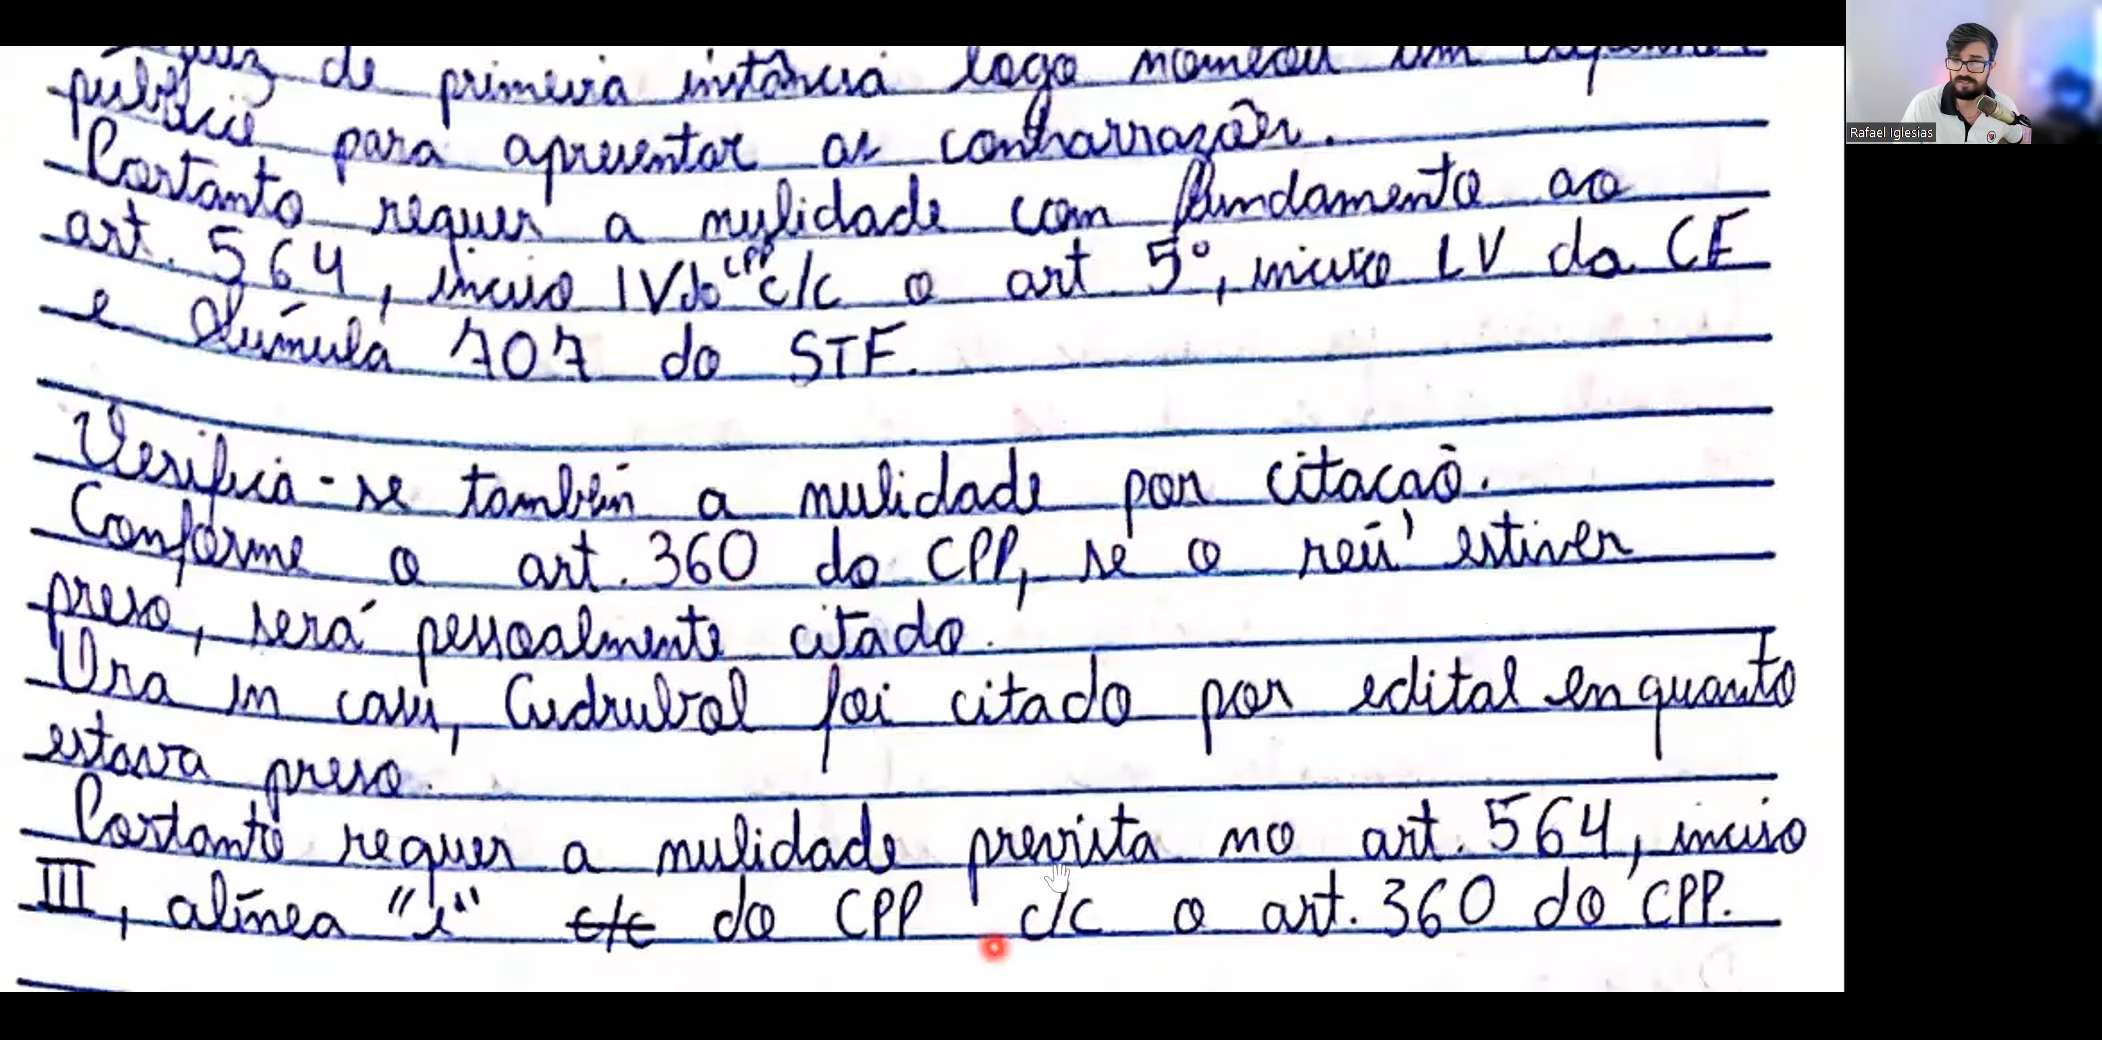 juiz de primeira instância logo nomeou um
público para apresentar as contrarrazões.
Portanto requer a nulidade com fundamento ao
art. 564, inciso IV do CPP c/c o art 5º, inciso LV da CF
e Súmula 707 do STF.
Verifica-se também a nulidade por citacão.
Conforme o art. 360 do CPP, se o réu estiver
preso, será pessoalmente citado.
Ora in casu, Gudrubal foi citado por edital enquanto
estava preso.
Portanto requer a nulidade prevista no art. 564, inciso
III, alínea "e" c/c do CPP c/c o art. 360 do CPP.
Rafael Iglesias